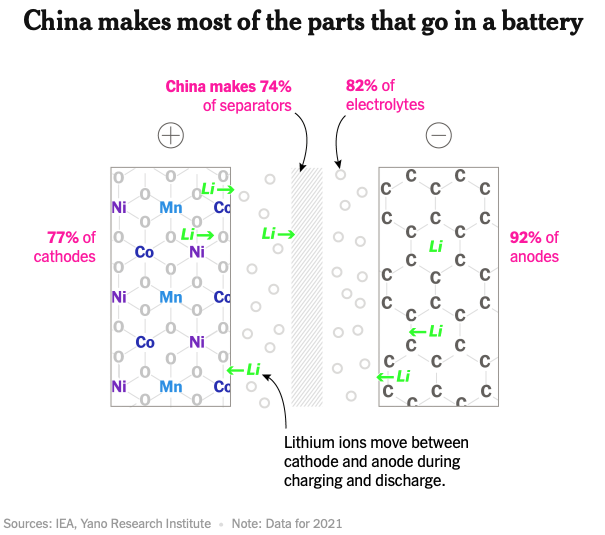 China makes most of the parts that go in a battery
China makes 74%
of separators
82% of
electrolytes
77% of
cathodes
92% of
anodes
O O O
O Li→
Ni Mn O Co
O Li→ O
Co Ni Li→
O O O
O O
Ni Mn Co
O O O
Co Ni
O O O
O O ←Li
Ni Mn Co
O O
C C
C C C
C C C
C C
C Li C
C C C
C C
C C C
C ←Li C
C C
C C
←Li
C C C
C C
Lithium ions move between
cathode and anode during
charging and discharge.
Sources: IEA, Yano Research Institute • Note: Data for 2021